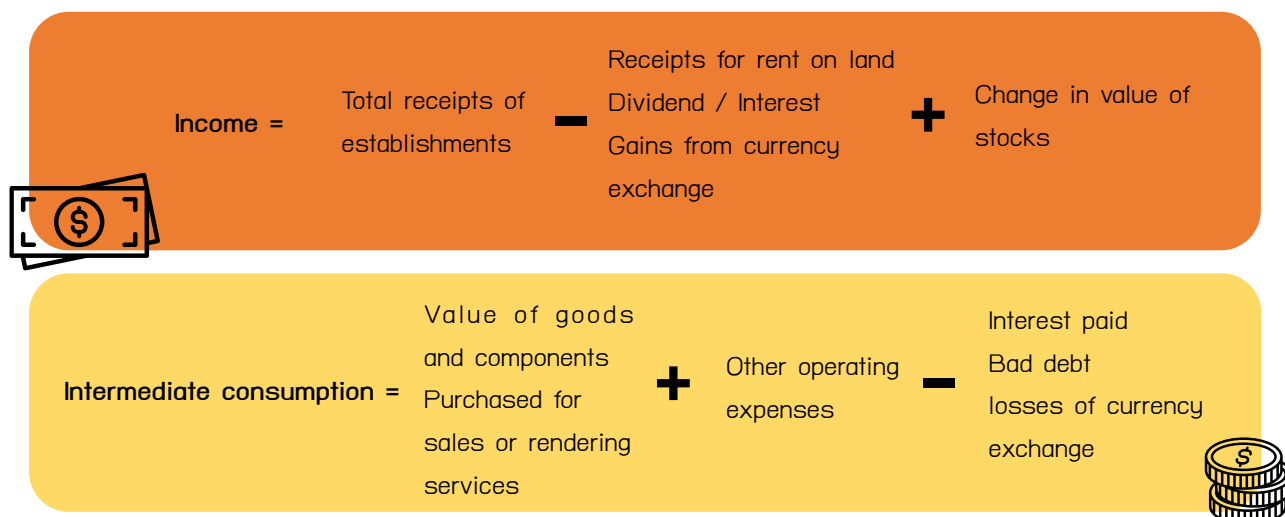 Income =
Total receipts of
establishments
−
Receipts for rent on land
Dividend / Interest
Gains from currency
exchange
+
Change in value of
stocks
$
Intermediate consumption =
Value of goods
and components
Purchased for
sales or rendering
services
+
Other operating
expenses
−
Interest paid
Bad debt
losses of currency
exchange
$